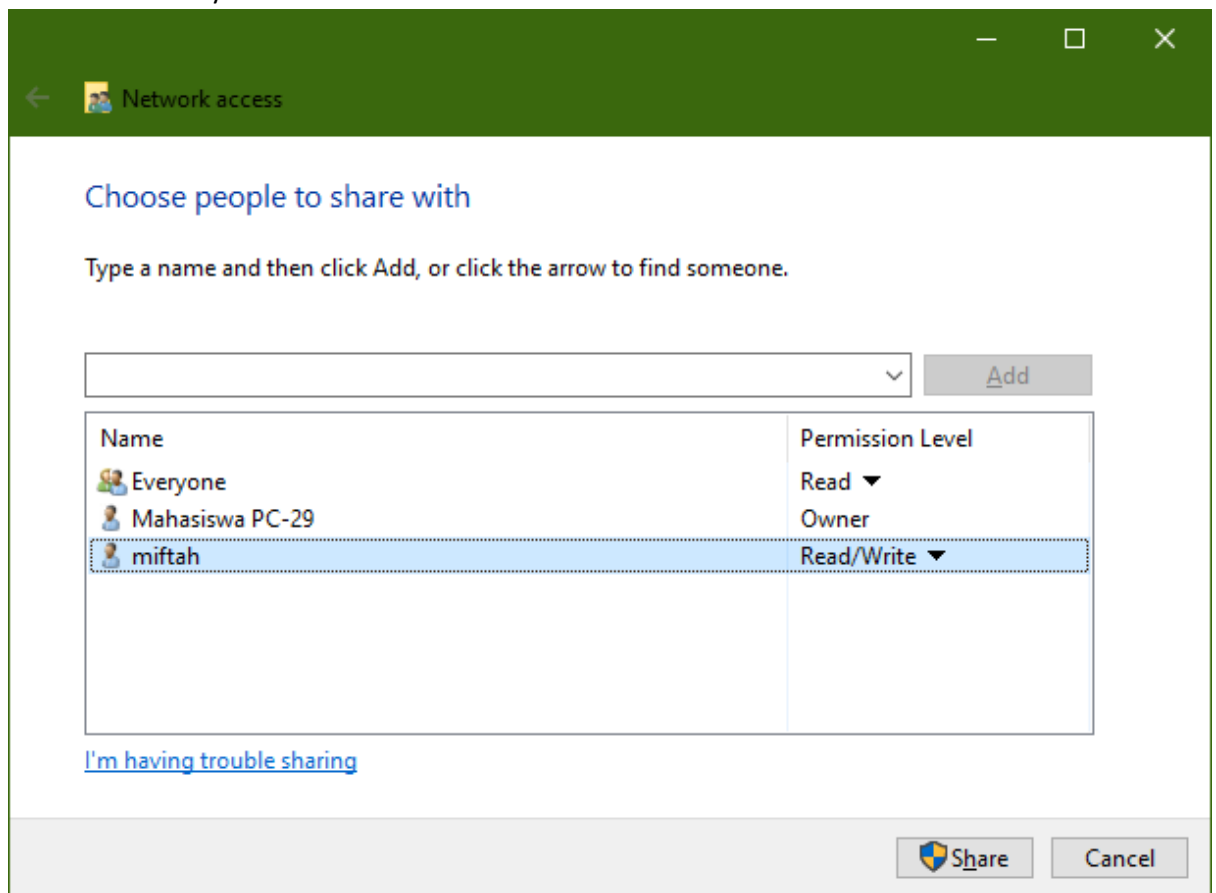 Network access
Choose people to share with
Type a name and then click Add, or click the arrow to find someone.
Add
Name Permission Level
Everyone Read
Mahasiswa PC-29 Owner
miftah Read/Write
I'm having trouble sharing
Share Cancel